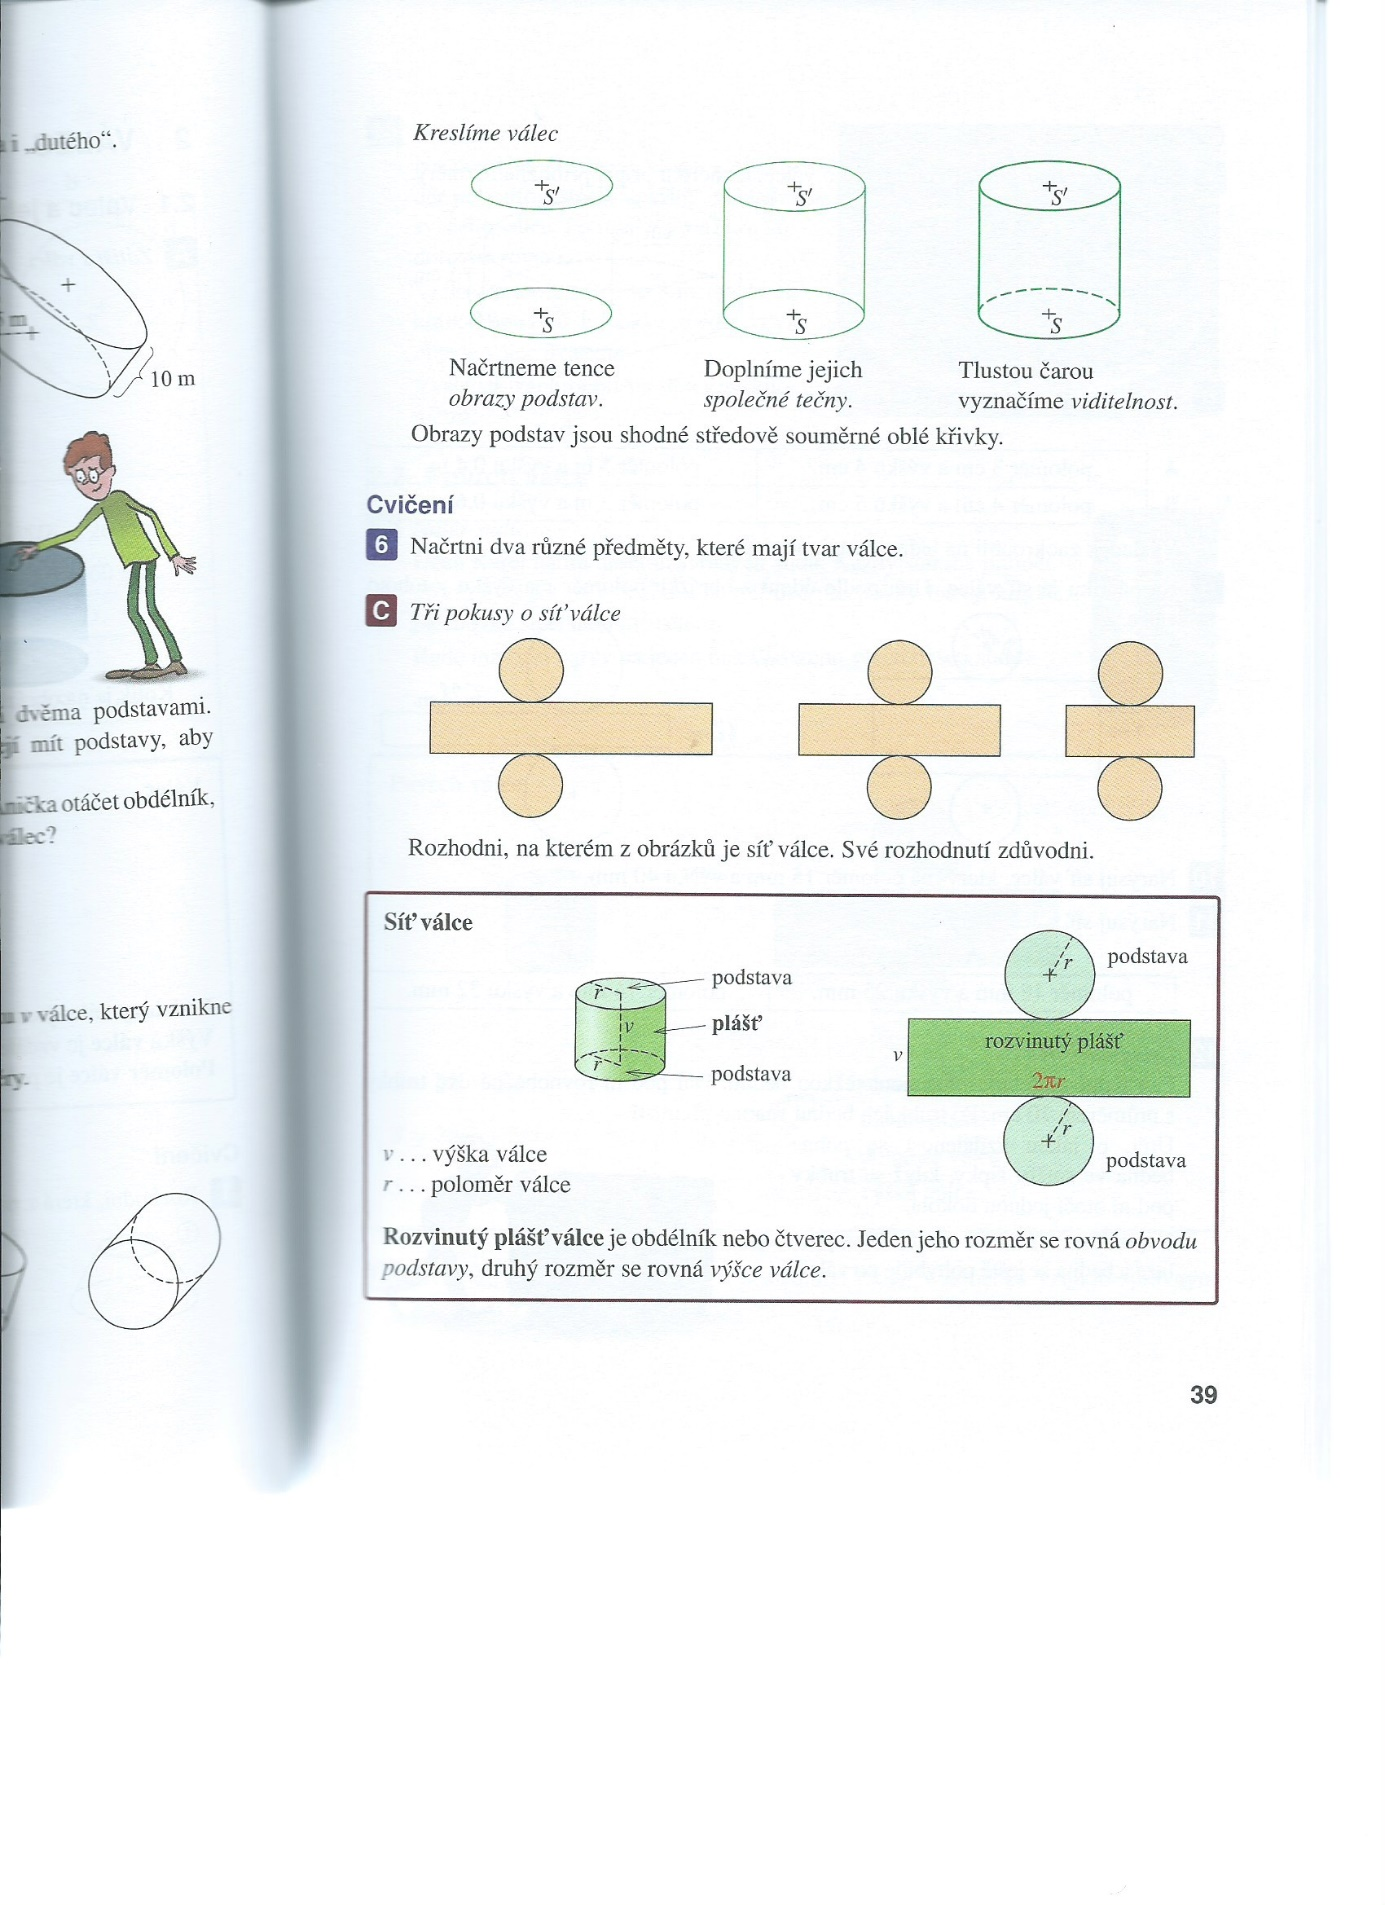 a i „dutého“.
10 m
dvěma podstavami.
mít podstavy, aby
otáčet obdélník,
válec?
v válce, který vznikne
Kreslíme válec
S′
S′
S′
S
S
S
Načrtneme tence
obrazy podstav.
Doplníme jejich
společné tečny.
Tlustou čarou
vyznačíme viditelnost.
Obrazy podstav jsou shodné středově souměrné oblé křivky.
Cvičení
6 Načrtni dva různé předměty, které mají tvar válce.
C Tři pokusy o síť válce
Rozhodni, na kterém z obrázků je síť válce. Své rozhodnutí zdůvodni.
Síť válce
r
v
r
podstava
plášť
podstava
r
podstava
v
rozvinutý plášť
2πr
r
podstava
v . . . výška válce
r . . . poloměr válce
Rozvinutý plášť válce je obdélník nebo čtverec. Jeden jeho rozměr se rovná obvodu
podstavy, druhý rozměr se rovná výšce válce.
39